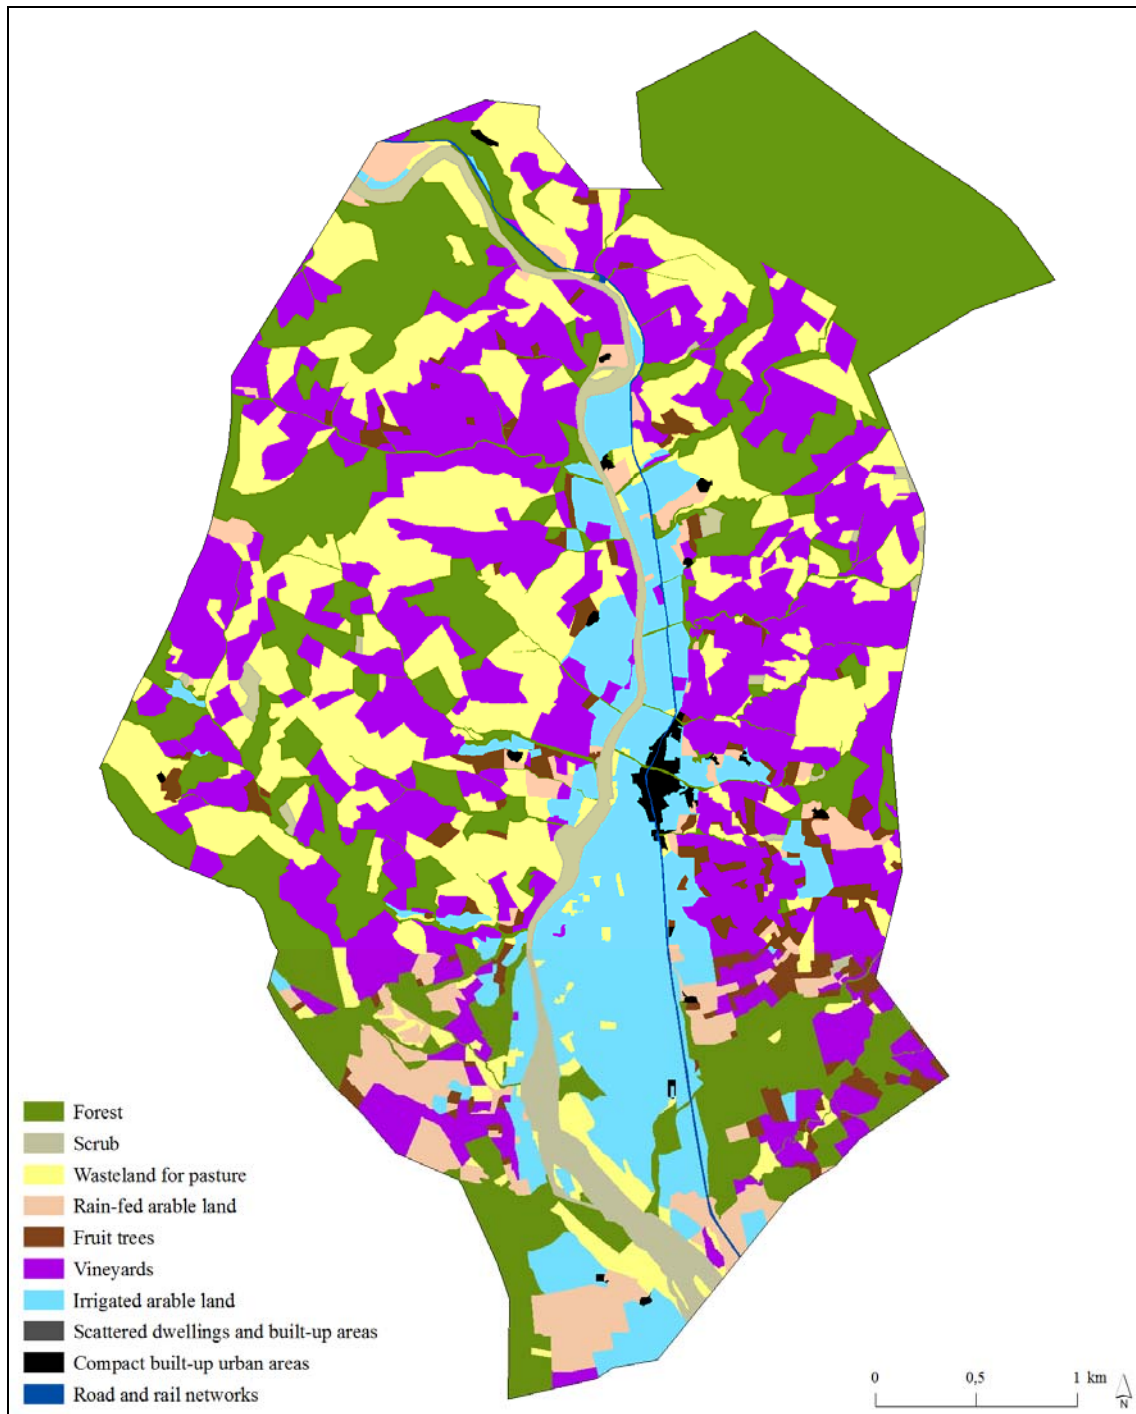 Forest
Scrub
Wasteland for pasture
Rain-fed arable land
Fruit trees
Vineyards
Irrigated arable land
Scattered dwellings and built-up areas
Compact built-up urban areas
Road and rail networks
0 0,5 1 km
N